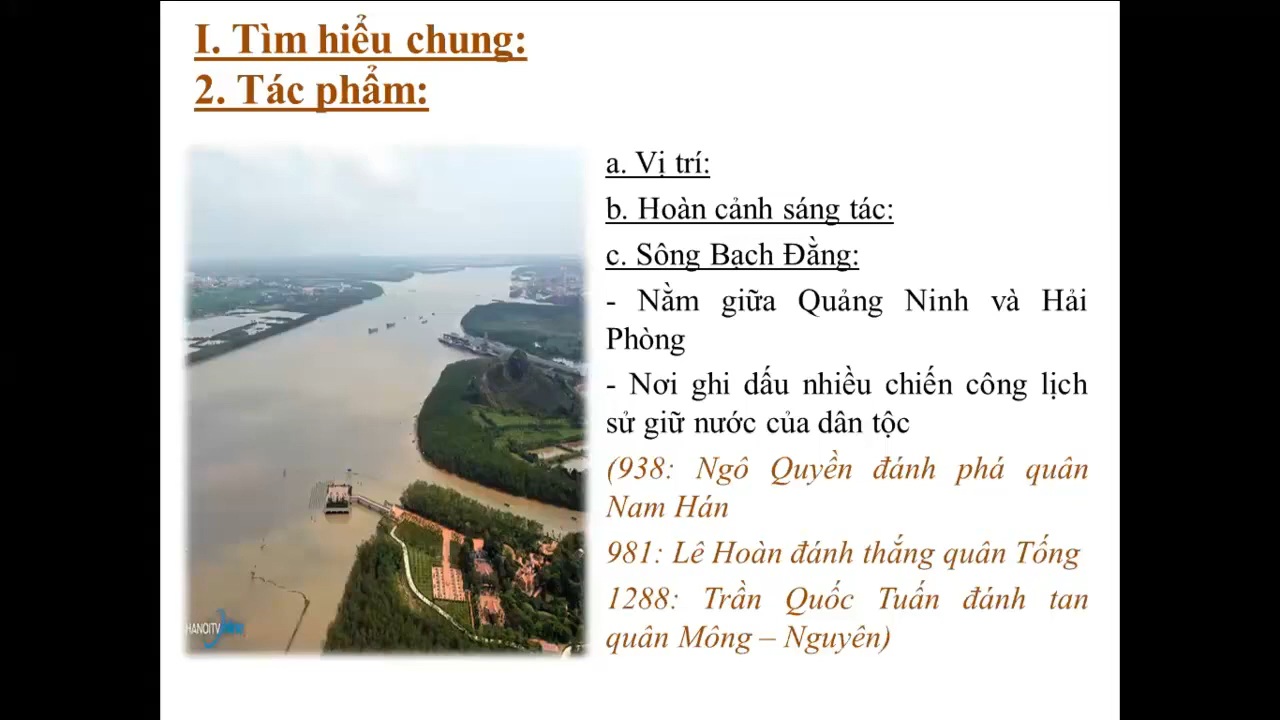 I. Tìm hiểu chung:
2. Tác phẩm:
a. Vị trí:
b. Hoàn cảnh sáng tác:
c. Sông Bạch Đằng:
- Nằm giữa Quảng Ninh và Hải
Phòng
- Nơi ghi dấu nhiều chiến công lịch
sử giữ nước của dân tộc
(938: Ngô Quyền đánh phá quân
Nam Hán
981: Lê Hoàn đánh thắng quân Tống
1288: Trần Quốc Tuấn đánh tan
quân Mông – Nguyên)
HANOITV